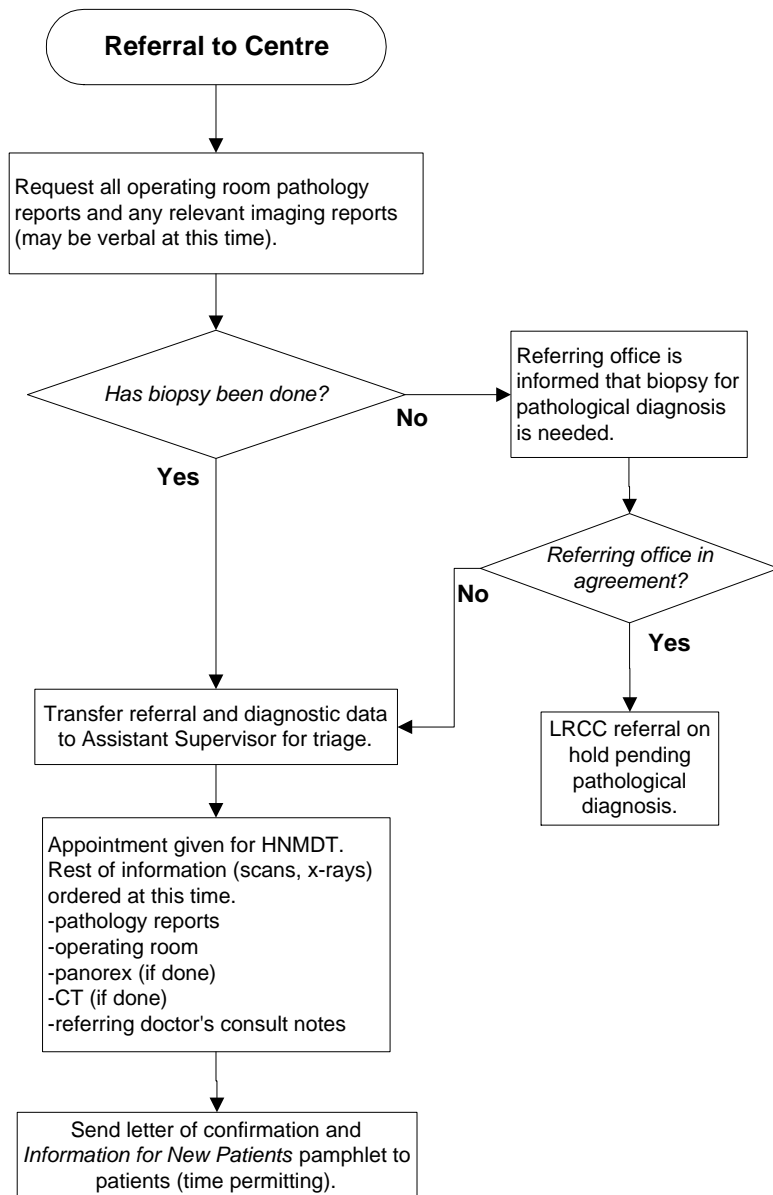 Referral to Centre
Request all operating room pathology
reports and any relevant imaging reports
(may be verbal at this time).
Has biopsy been done?
No
Yes
Referring office is
informed that biopsy for
pathological diagnosis
is needed.
Referring office in
agreement?
No
Yes
LRCC referral on
hold pending
pathological
diagnosis.
Transfer referral and diagnostic data
to Assistant Supervisor for triage.
Appointment given for HNMDT.
Rest of information (scans, x-rays)
ordered at this time.
-pathology reports
-operating room
-panorex (if done)
-CT (if done)
-referring doctor's consult notes
Send letter of confirmation and
Information for New Patients pamphlet to
patients (time permitting).